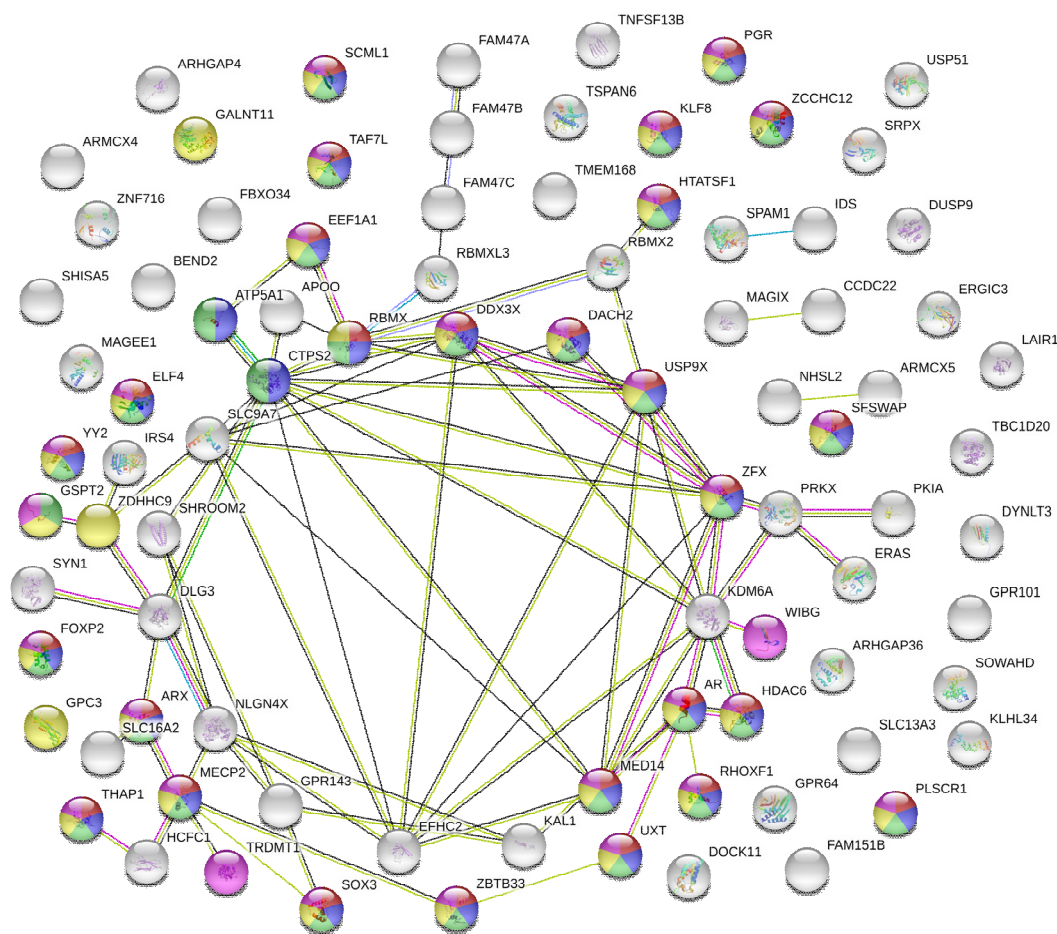 TNFSF13B
FAM47A
PGR
SCML1
ARHGAP4
USP51
TSPAN6
FAM47B
KLF8
ZCCHC12
GALNT11
SRPX
ARMCX4
TAF7L
TMEM168
FAM47C
HTATSF1
FBXO34
ZNF716
IDS
SPAM1
DUSP9
EEF1A1
RBMX2
RBMXL3
BEND2
SHISA5
APOO
CCDC22
ERGIC3
ATP5A1
MAGIX
RBMX
DDX3X
DACH2
LAIR1
MAGEE1
CTPS2
USP9X
ARMCX5
NHSL2
ELF4
SLC9A7
SFSWAP
TBC1D20
YY2
IRS4
ZFX
PRKX
PKIA
GSPT2
ZDHHC9
SHROOM2
DYNLT3
ERAS
SYN1
DLG3
KDM6A
WIBG
GPR101
FOXP2
ARHGAP36
SOWAHD
AR
HDAC6
ARX
NLGN4X
GPC3
SLC16A2
SLC13A3
KLHL34
MED14
MECP2
GPR143
RHOXF1
GPR64
PLSCR1
THAP1
EFHC2
KAL1
UXT
HCFC1
TRDMT1
DOCK11
FAM151B
SOX3
ZBTB33